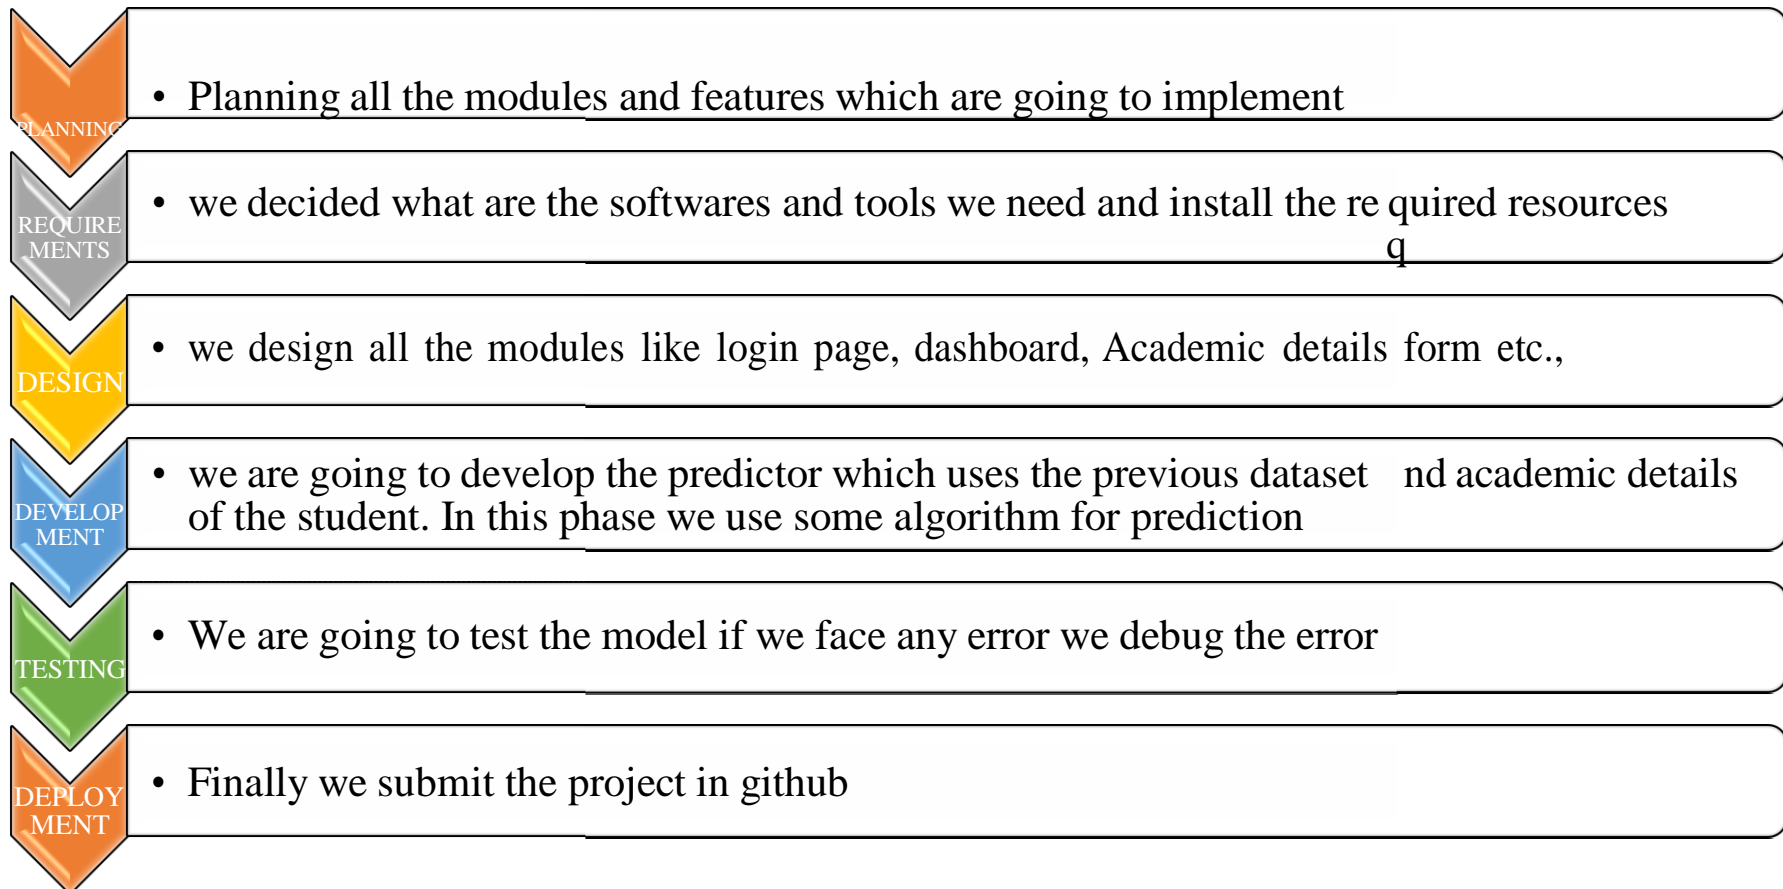 PLANNING
• Planning all the modules and features which are going to implement
REQUIRE
MENTS
• we decided what are the softwares and tools we need and install the re quired resources
q
DESIGN
• we design all the modules like login page, dashboard, Academic details form etc.,
DEVELOP
MENT
• we are going to develop the predictor which uses the previous dataset nd academic details
of the student. In this phase we use some algorithm for prediction
TESTING
• We are going to test the model if we face any error we debug the error
DEPLOY
MENT
• Finally we submit the project in github